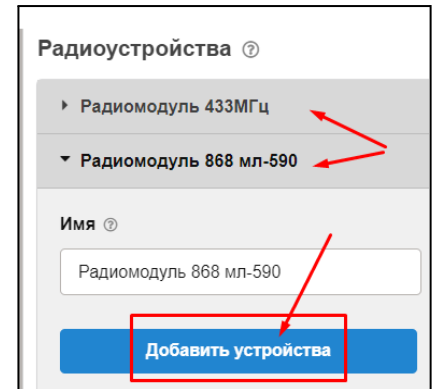 Радиоустройства ?
Радиомодуль 433МГц
Радиомодуль 868 мл-590
Имя ?
Радиомодуль 868 мл-590
Добавить устройства